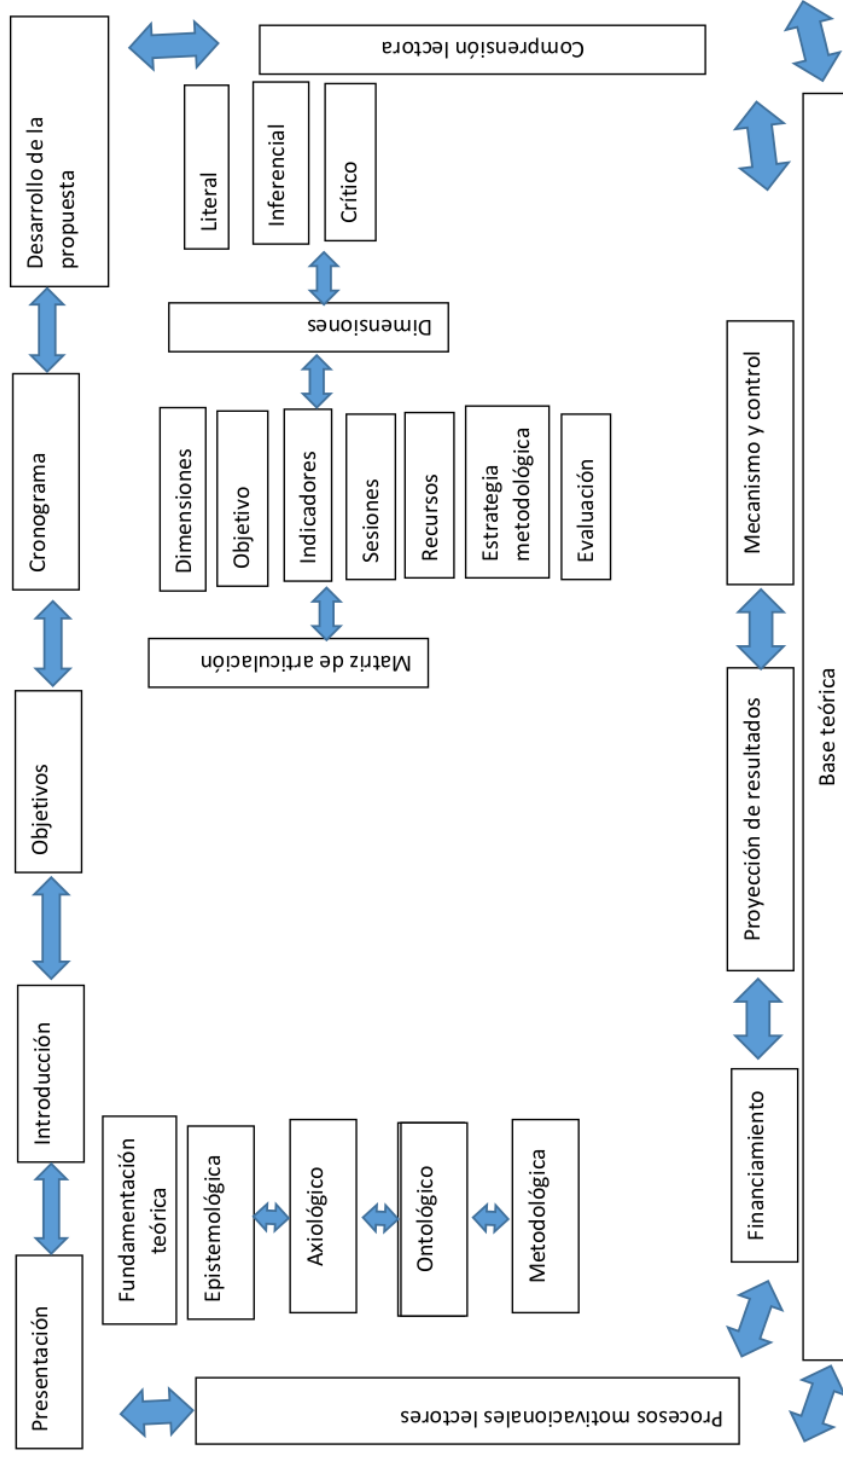 Presentación
Introducción
Objetivos
Cronograma
Desarrollo de la
propuesta
Procesos motivacionales lectores
Fundamentación
teórica
Epistemológica
Axiológico
Ontológico
Metodológica
Matriz de articulación
Dimensiones
Objetivo
Indicadores
Sesiones
Recursos
Estrategia
metodológica
Evaluación
Dimensiones
Literal
Inferencial
Crítico
Comprensión lectora
Financiamiento
Proyección de resultados
Mecanismo y control
Base teórica